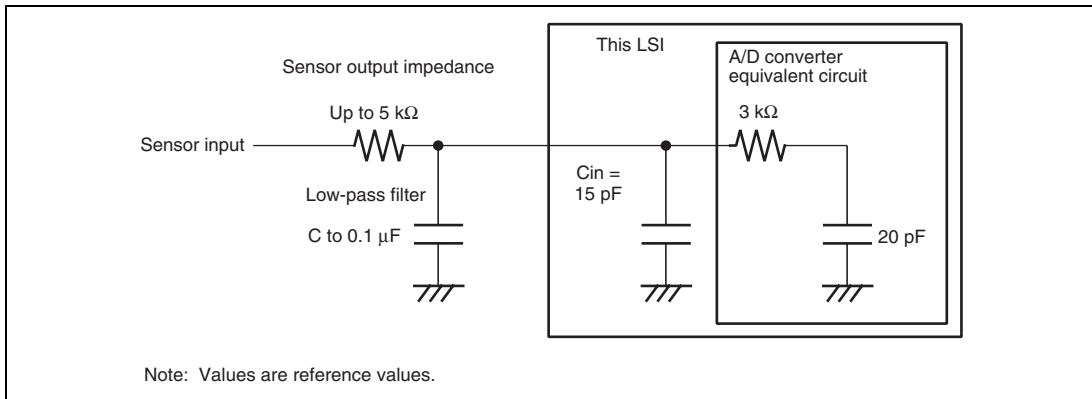 This LSI
A/D converter
equivalent circuit
Sensor output impedance
Up to 5 kΩ
3 kΩ
Sensor input
Cin =
15 pF
Low-pass filter
C to 0.1 μF
20 pF
Note: Values are reference values.